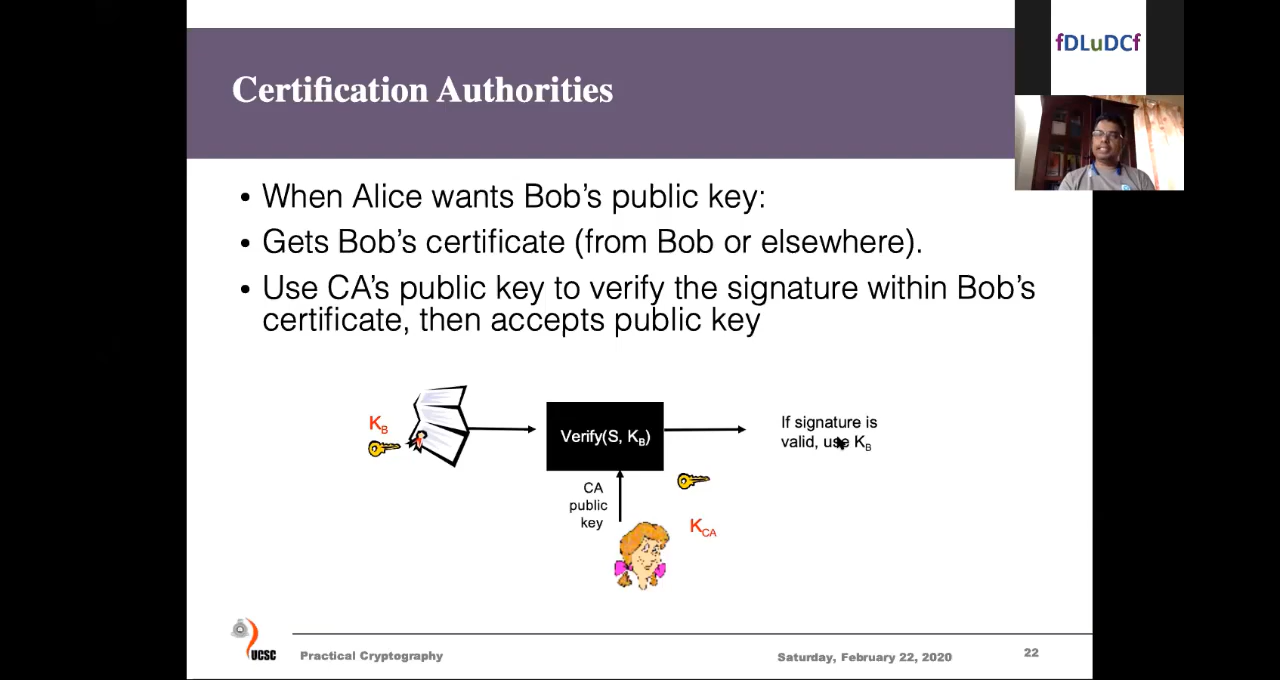 fDLuDCf
Certification Authorities
• When Alice wants Bob's public key:
• Gets Bob's certificate (from Bob or elsewhere).
• Use CA's public key to verify the signature within Bob's
certificate, then accepts public key
KB
Verify(S, KB)
If signature is
valid, use KB
CA
public
key
KCA
UCSC
Practical Cryptography
Saturday, February 22, 2020
22